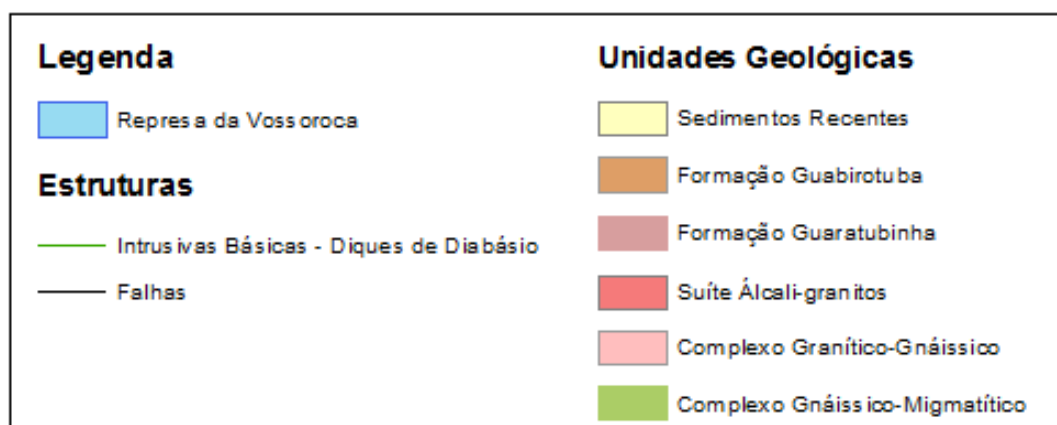 Legenda
Represa da Vossoroca
Estruturas
Intrusivas Básicas - Diques de Diabásio
Falhas
Unidades Geológicas
Sedimentos Recentes
Formação Guabirotuba
Formação Guaratubinha
Suíte Álcali-granitos
Complexo Granítico-Gnáissico
Complexo Gnáissico-Migmatítico